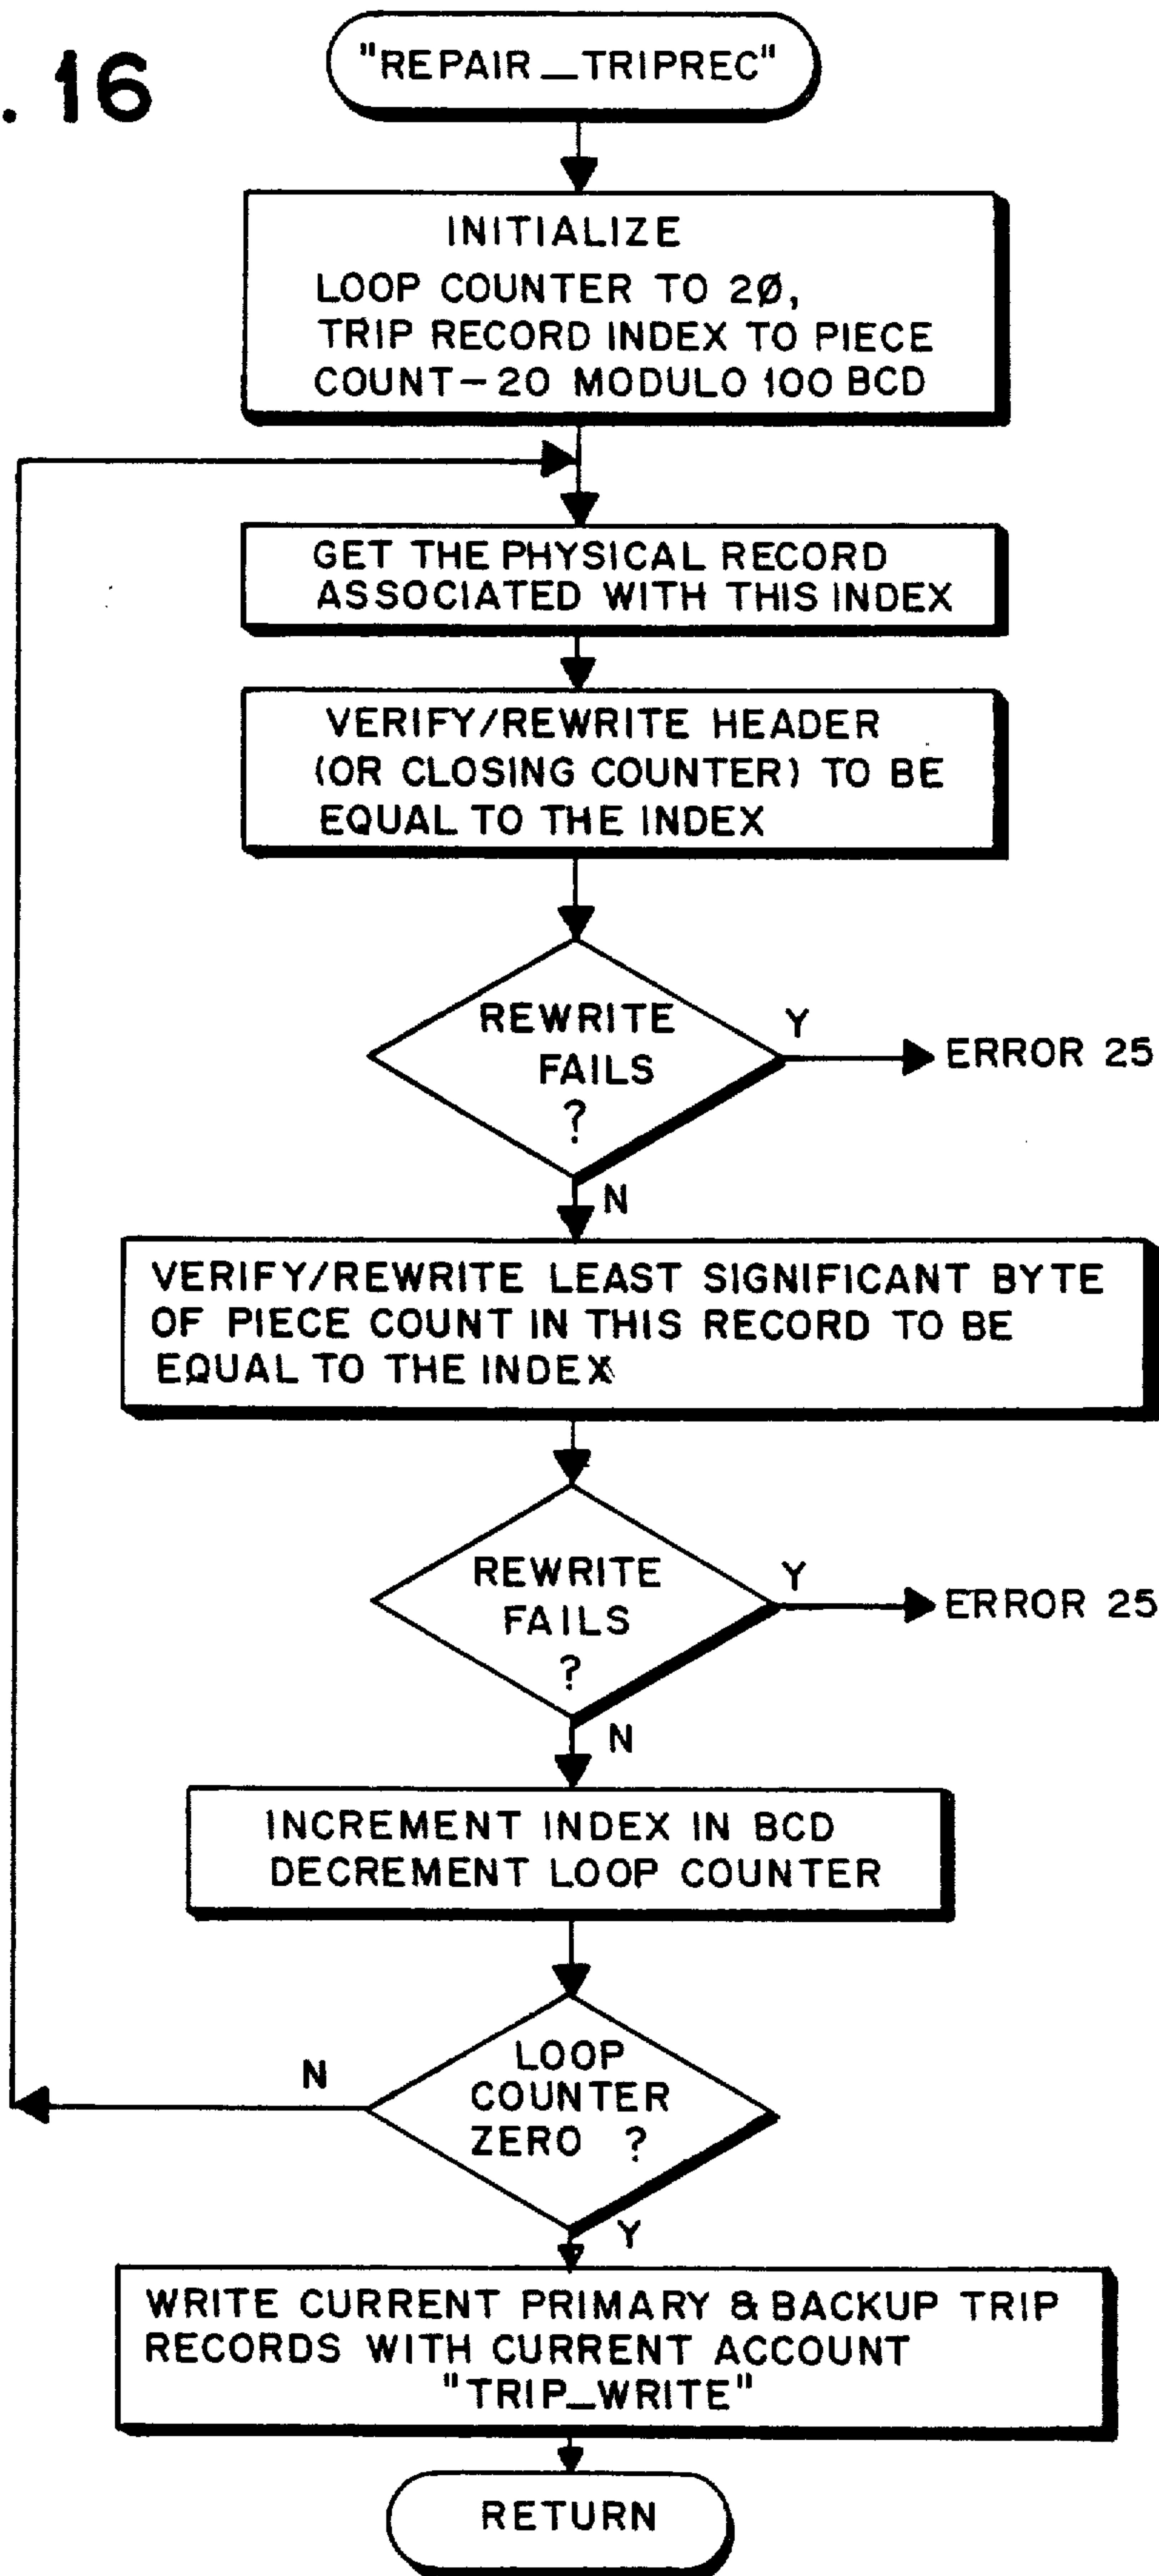 . 16
"REPAIR_TRIPREC"
INITIALIZE
LOOP COUNTER TO 2Ø,
TRIP RECORD INDEX TO PIECE
COUNT-20 MODULO 100 BCD
GET THE PHYSICAL RECORD
ASSOCIATED WITH THIS INDEX
VERIFY/REWRITE HEADER
(OR CLOSING COUNTER) TO BE
EQUAL TO THE INDEX
REWRITE
FAILS
?
Y
ERROR 25
N
VERIFY/REWRITE LEAST SIGNIFICANT BYTE
OF PIECE COUNT IN THIS RECORD TO BE
EQUAL TO THE INDEX
REWRITE
FAILS
?
Y
ERROR 25
N
INCREMENT INDEX IN BCD
DECREMENT LOOP COUNTER
LOOP
COUNTER
ZERO ?
N
Y
WRITE CURRENT PRIMARY & BACKUP TRIP
RECORDS WITH CURRENT ACCOUNT
"TRIP_WRITE"
RETURN